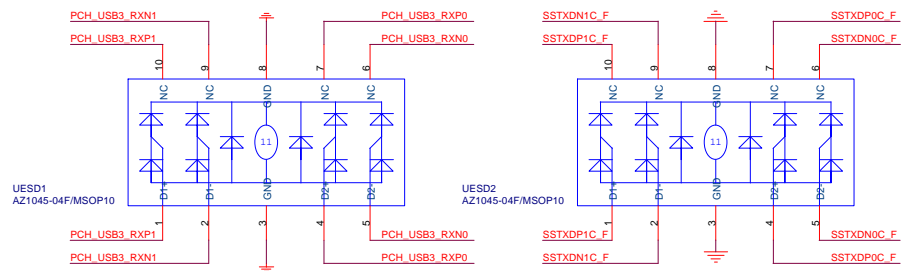 PCH_USB3_RXN1
PCH_USB3_RXP0
SSTXDN1C_F
SSTXDP0C_F
PCH_USB3_RXP1
PCH_USB3_RXN0
SSTXDP1C_F
SSTXDN0C_F
10 9 8 7 6
10 9 8 7 6
NC NC GND NC NC
NC NC GND NC NC
11
11
UESD1
AZ1045-04F/MSOP10
UESD2
AZ1045-04F/MSOP10
D1+ D1- GND D2+ D2-
D1+ D1- GND D2+ D2-
1 2 3 4 5
1 2 3 4 5
PCH_USB3_RXP1
PCH_USB3_RXN0
SSTXDP1C_F
SSTXDN0C_F
PCH_USB3_RXN1
PCH_USB3_RXP0
SSTXDN1C_F
SSTXDP0C_F